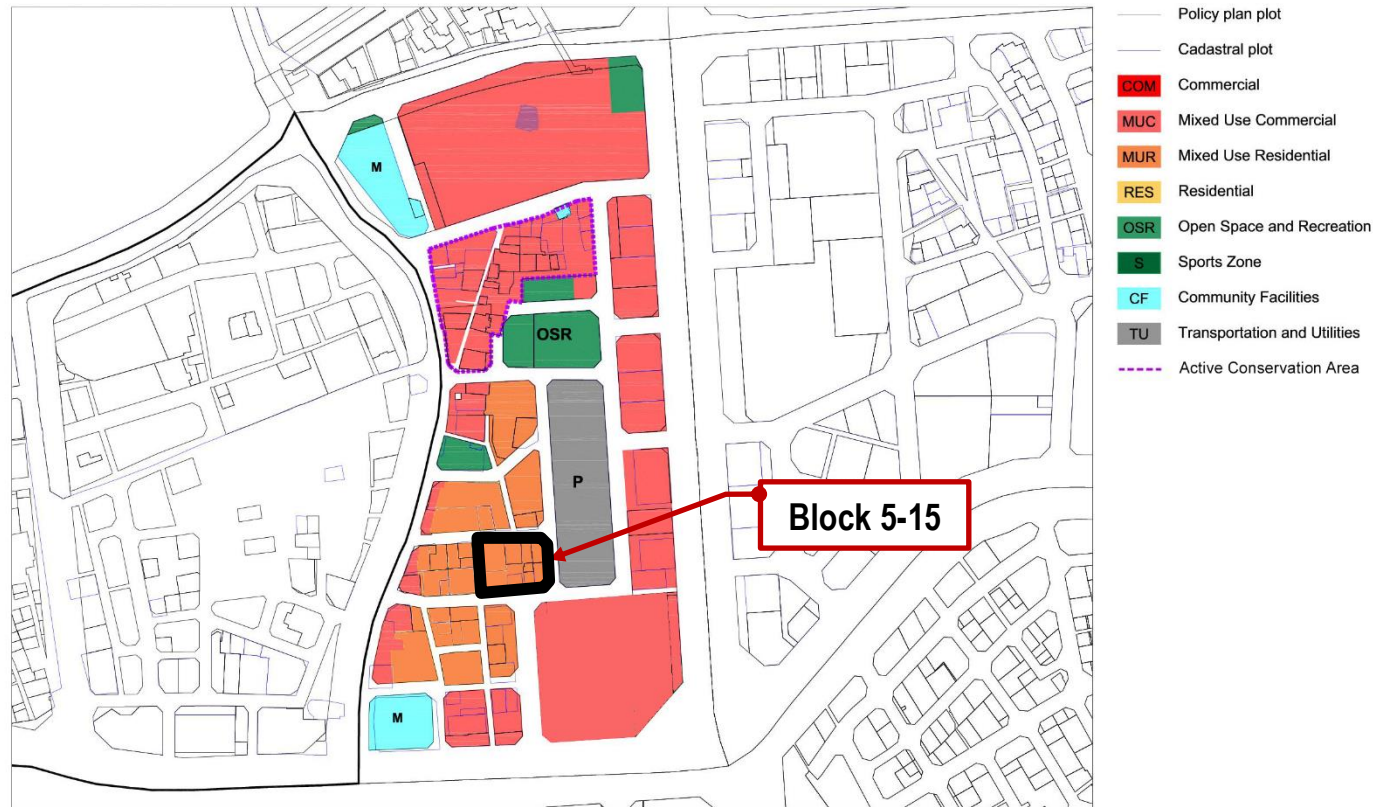 M
OSR
P
M
Block 5-15
Policy plan plot
Cadastral plot
COM Commercial
MUC Mixed Use Commercial
MUR Mixed Use Residential
RES Residential
OSR Open Space and Recreation
S Sports Zone
CF Community Facilities
TU Transportation and Utilities
Active Conservation Area